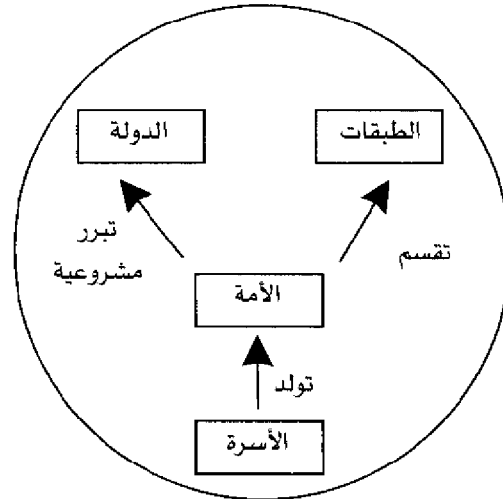 الطبقات
الدولة
تبرر
مشروعية
تقسم
الأمة
تولد
الأسرة